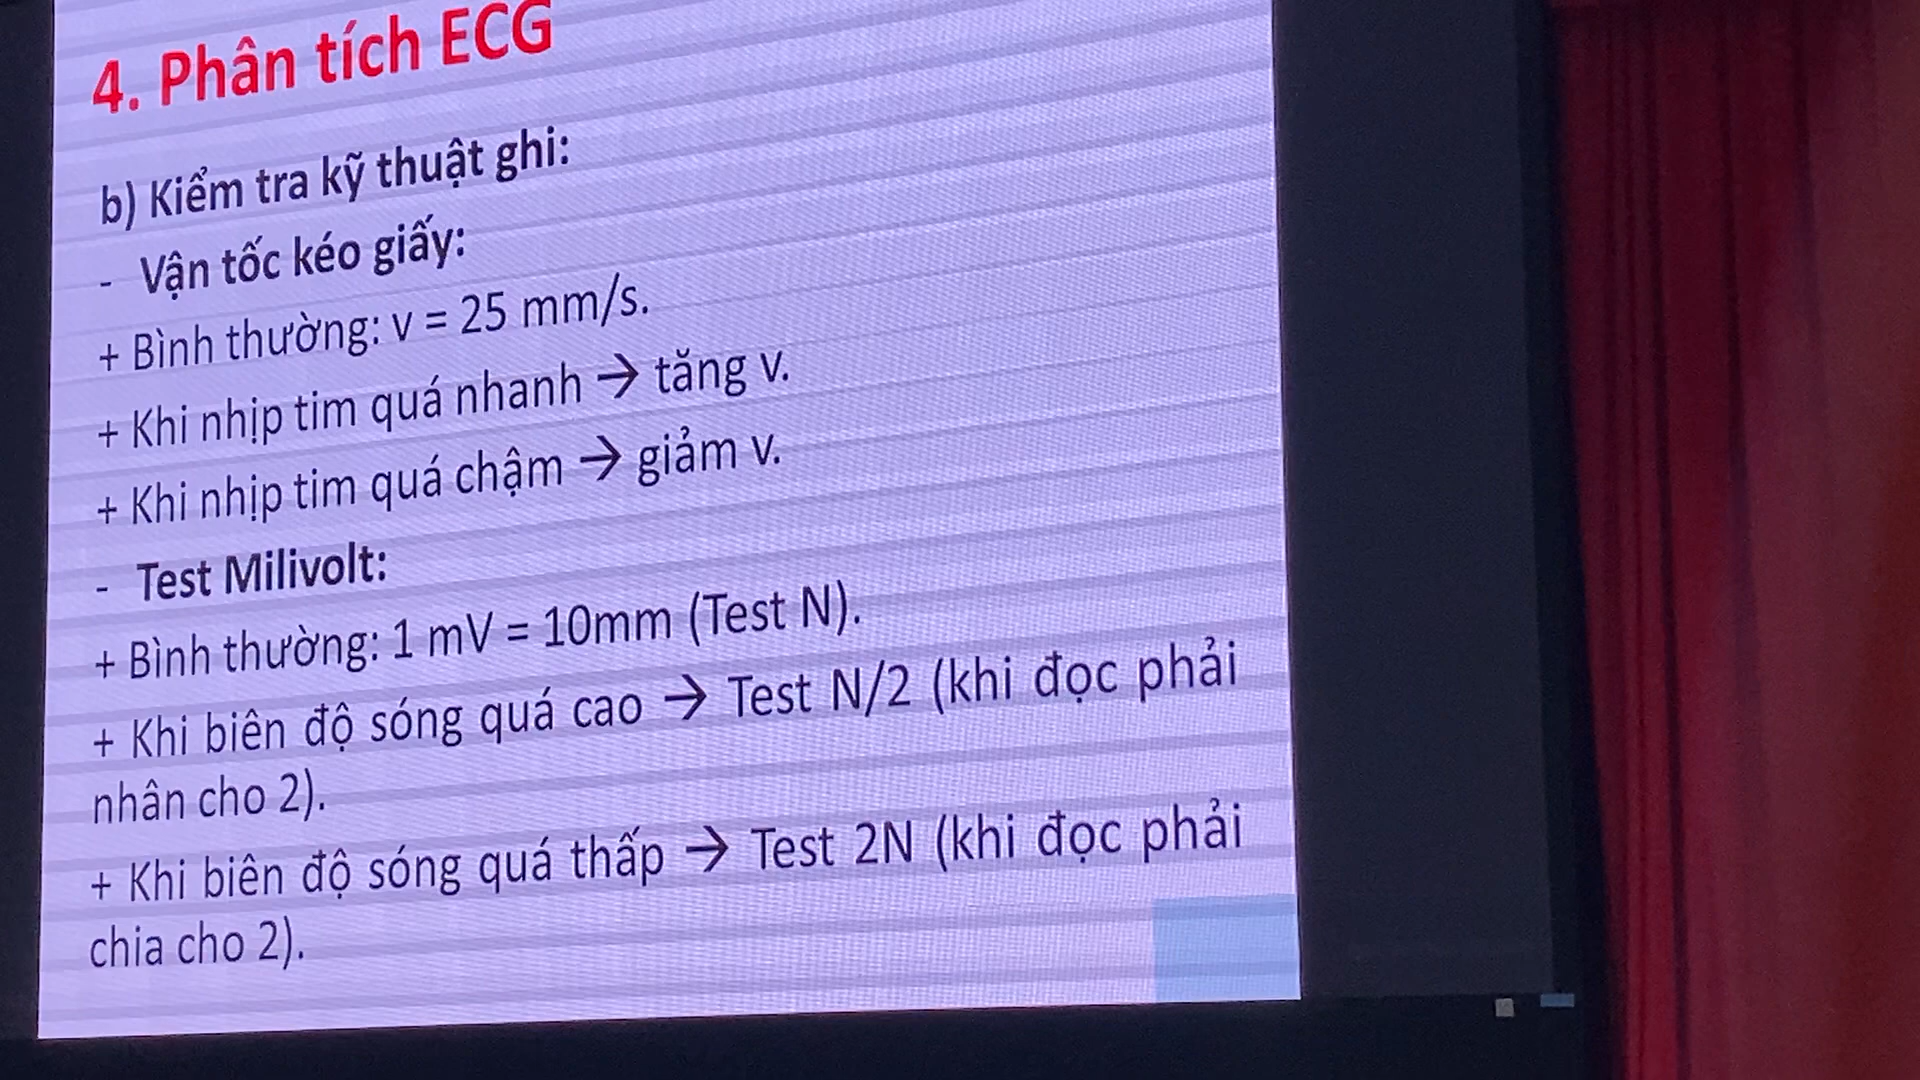 4. Phân tích ECG
b) Kiểm tra kỹ thuật ghi:
- Vận tốc kéo giấy:
+ Bình thường: v = 25 mm/s.
+ Khi nhịp tim quá nhanh → tăng v.
+ Khi nhịp tim quá chậm → giảm v.
- Test Milivolt:
+ Bình thường: 1 mV = 10mm (Test N).
+ Khi biên độ sóng quá cao → Test N/2 (khi đọc phải
nhân cho 2).
+ Khi biên độ sóng quá thấp → Test 2N (khi đọc phải
chia cho 2).